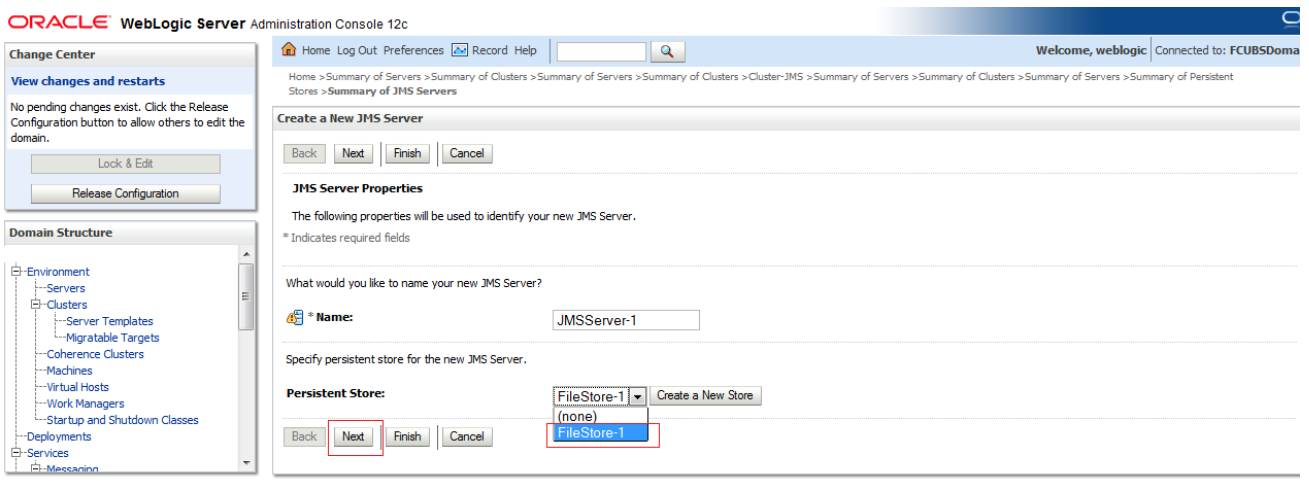 ORACLE WebLogic Server Administration Console 12c
Change Center
View changes and restarts
No pending changes exist. Click the Release
Configuration button to allow others to edit the
domain.
Lock & Edit
Release Configuration
Domain Structure
Environment
Servers
Clusters
Server Templates
Migratable Targets
Coherence Clusters
Machines
Virtual Hosts
Work Managers
Startup and Shutdown Classes
Deployments
Services
Messaging
Home Log Out Preferences Record Help
Welcome, weblogic Connected to: FCUBSDoma
Home >Summary of Servers >Summary of Clusters >Summary of Servers >Summary of Clusters >Cluster-JMS >Summary of Servers >Summary of Clusters >Summary of Servers >Summary of Persistent
Stores >Summary of JMS Servers
Create a New JMS Server
Back Next Finish Cancel
JMS Server Properties
The following properties will be used to identify your new JMS Server.
* Indicates required fields
What would you like to name your new JMS Server?
* Name: JMSServer-1
Specify persistent store for the new JMS Server.
Persistent Store: FileStore-1 Create a New Store
(none)
FileStore-1
Back Next Finish Cancel